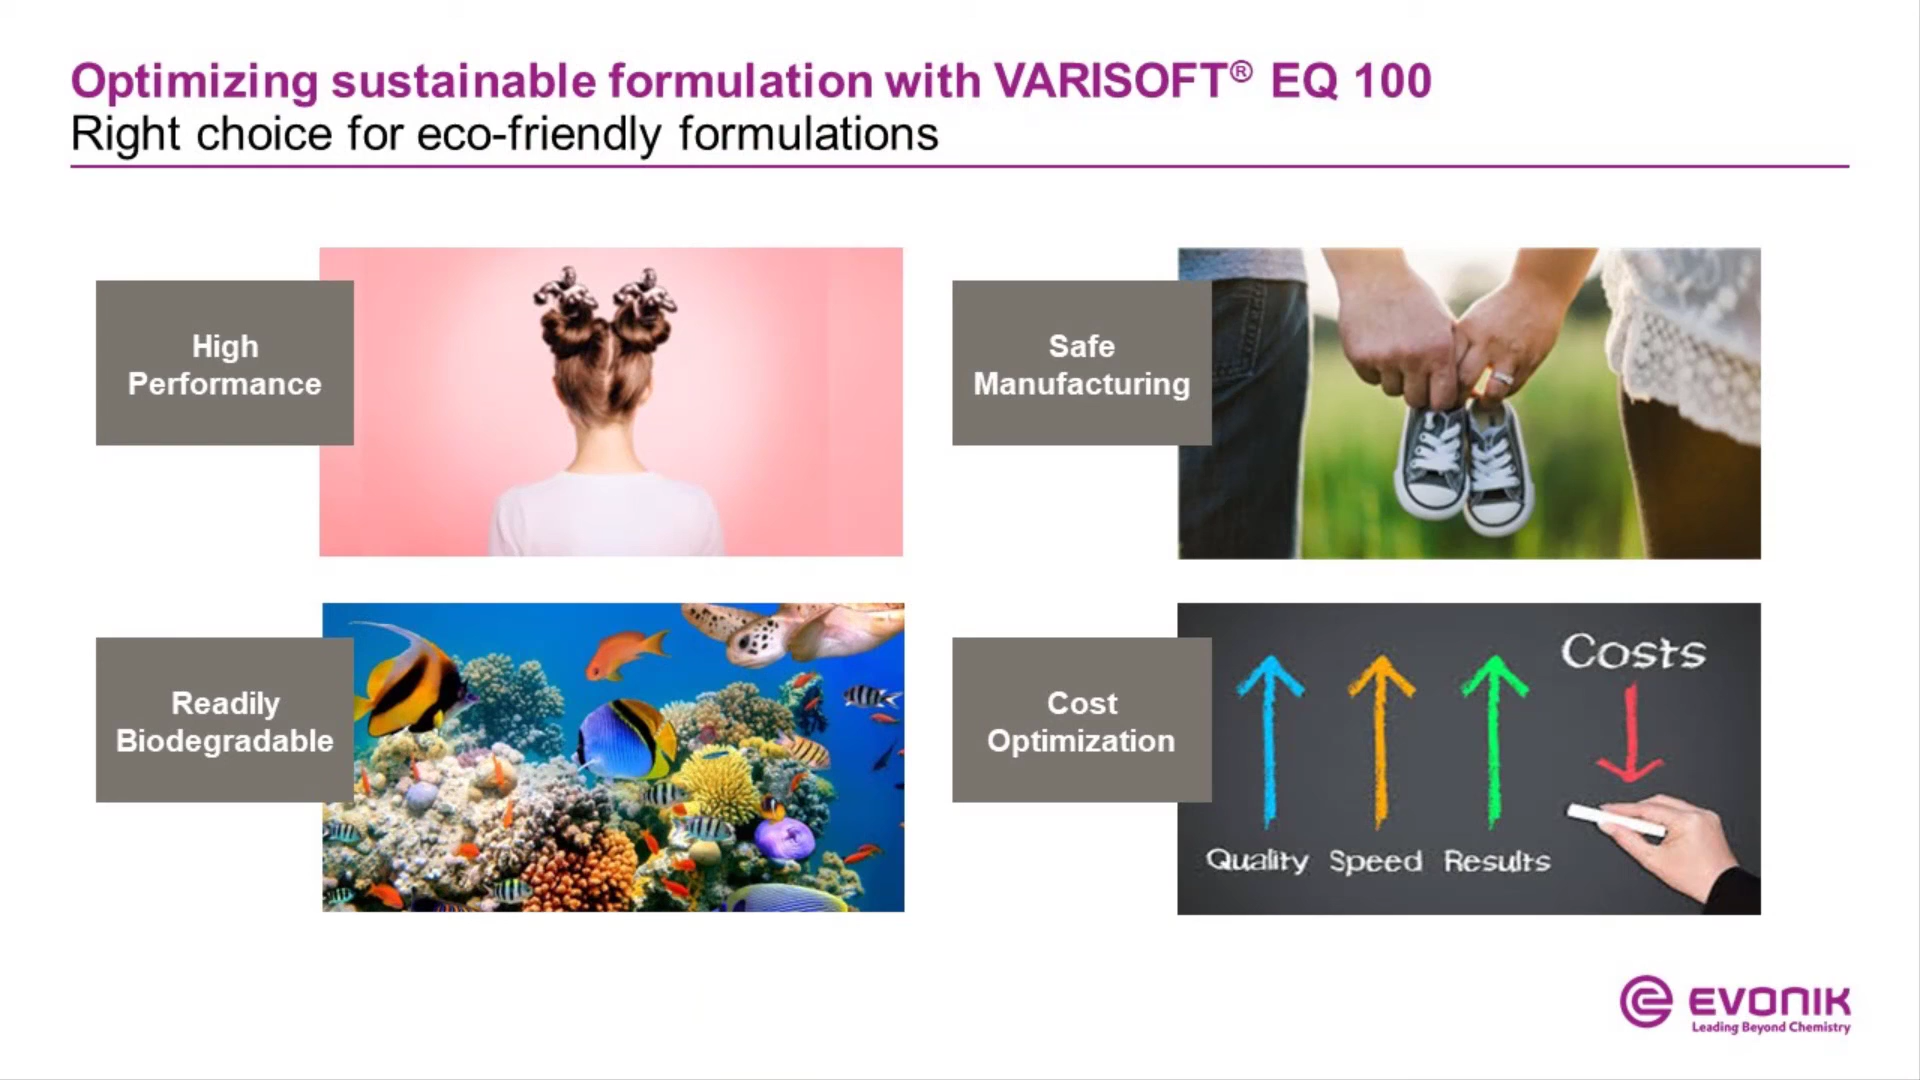 Optimizing sustainable formulation with VARISOFT® EQ 100
Right choice for eco-friendly formulations
High
Performance
Safe
Manufacturing
Readily
Biodegradable
Cost
Optimization
Costs
Quality Speed Results
EVONIK
Leading Beyond Chemistry